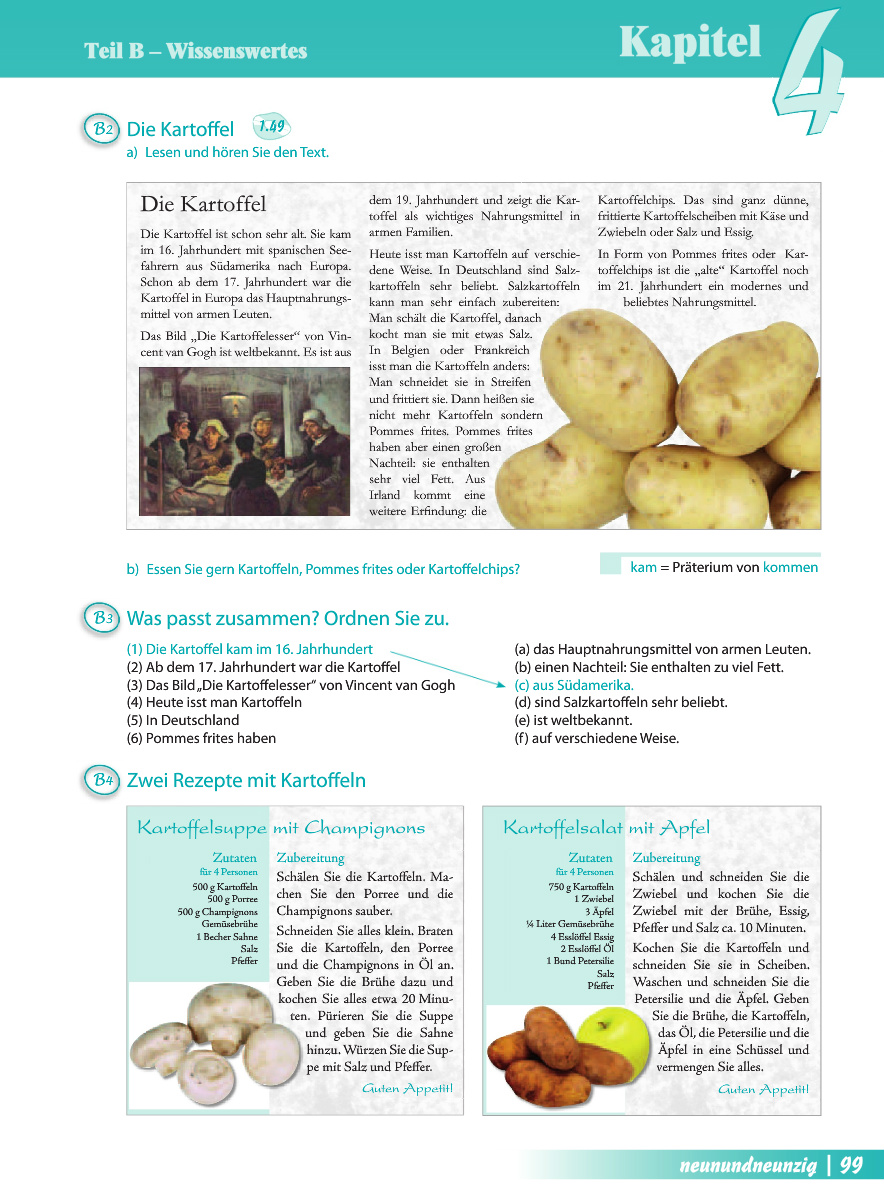 Teil B – Wissenswertes
Kapitel
4
B2 Die Kartoffel 1.49
a) Lesen und hören Sie den Text.
Die Kartoffel
Die Kartoffel ist schon sehr alt. Sie kam
im 16. Jahrhundert mit spanischen See-
fahrern aus Südamerika nach Europa.
Schon ab dem 17. Jahrhundert war die
Kartoffel in Europa das Hauptnahrungs-
mittel von armen Leuten.
Das Bild „Die Kartoffelesser“ von Vin-
cent van Gogh ist weltbekannt. Es ist aus
dem 19. Jahrhundert und zeigt die Kar-
toffel als wichtiges Nahrungsmittel in
armen Familien.
Heute isst man Kartoffeln auf verschie-
dene Weise. In Deutschland sind Salz-
kartoffeln sehr beliebt. Salzkartoffeln
kann man sehr einfach zubereiten:
Man schält die Kartoffel, danach
kocht man sie mit etwas Salz.
In Belgien oder Frankreich
isst man die Kartoffeln anders:
Man schneidet sie in Streifen
und frittiert sie. Dann heißen sie
nicht mehr Kartoffeln sondern
Pommes frites. Pommes frites
haben aber einen großen
Nachteil: sie enthalten
sehr viel Fett. Aus
Irland kommt eine
weitere Erfindung: die
Kartoffelchips. Das sind ganz dünne,
frittierte Kartoffelscheiben mit Käse und
Zwiebeln oder Salz und Essig.
In Form von Pommes frites oder Kar-
toffelchips ist die „alte“ Kartoffel noch
im 21. Jahrhundert ein modernes und
beliebtes Nahrungsmittel.
b) Essen Sie gern Kartoffeln, Pommes frites oder Kartoffelchips?
kam = Präterium von kommen
B3 Was passt zusammen? Ordnen Sie zu.
(1) Die Kartoffel kam im 16. Jahrhundert
(2) Ab dem 17. Jahrhundert war die Kartoffel
(3) Das Bild „Die Kartoffelesser“ von Vincent van Gogh
(4) Heute isst man Kartoffeln
(5) In Deutschland
(6) Pommes frites haben
(a) das Hauptnahrungsmittel von armen Leuten.
(b) einen Nachteil: Sie enthalten zu viel Fett.
(c) aus Südamerika.
(d) sind Salzkartoffeln sehr beliebt.
(e) ist weltbekannt.
(f) auf verschiedene Weise.
B4 Zwei Rezepte mit Kartoffeln
Kartoffelsuppe mit Champignons
Zutaten
für 4 Personen
500 g Kartoffeln
500 g Porree
500 g Champignons
Gemüsebrühe
1 Becher Sahne
Salz
Pfeffer
Zubereitung
Schälen Sie die Kartoffeln. Ma-
chen Sie den Porree und die
Champignons sauber.
Schneiden Sie alles klein. Braten
Sie die Kartoffeln, den Porree
und die Champignons in Öl an.
Geben Sie die Brühe dazu und
kochen Sie alles etwa 20 Minu-
ten. Pürieren Sie die Suppe
und geben Sie die Sahne
hinzu. Würzen Sie die Sup-
pe mit Salz und Pfeffer.
Guten Appetit!
Kartoffelsalat mit Apfel
Zutaten
für 4 Personen
750 g Kartoffeln
1 Zwiebel
3 Äpfel
¼ Liter Gemüsebrühe
4 Esslöffel Essig
2 Esslöffel Öl
1 Bund Petersilie
Salz
Pfeffer
Zubereitung
Schälen und schneiden Sie die
Zwiebel und kochen Sie die
Zwiebel mit der Brühe, Essig,
Pfeffer und Salz ca. 10 Minuten.
Kochen Sie die Kartoffeln und
schneiden Sie sie in Scheiben.
Waschen und schneiden Sie die
Petersilie und die Äpfel. Geben
Sie die Brühe, die Kartoffeln,
das Öl, die Petersilie und die
Äpfel in eine Schüssel und
vermengen Sie alles.
Guten Appetit!
neunundneunzig | 99